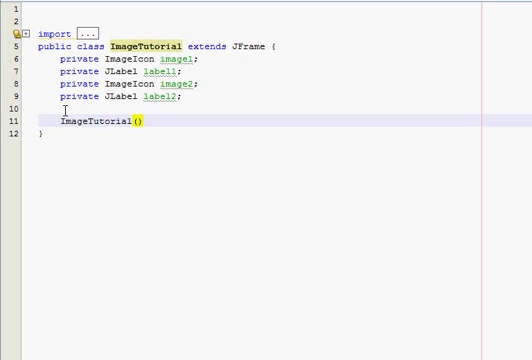 1
2
import ...
5 public class ImageTutorial extends JFrame {
6 private ImageIcon image1;
7 private JLabel label1;
8 private ImageIcon image2;
9 private JLabel label2;
10
11 ImageTutorial()
12 }